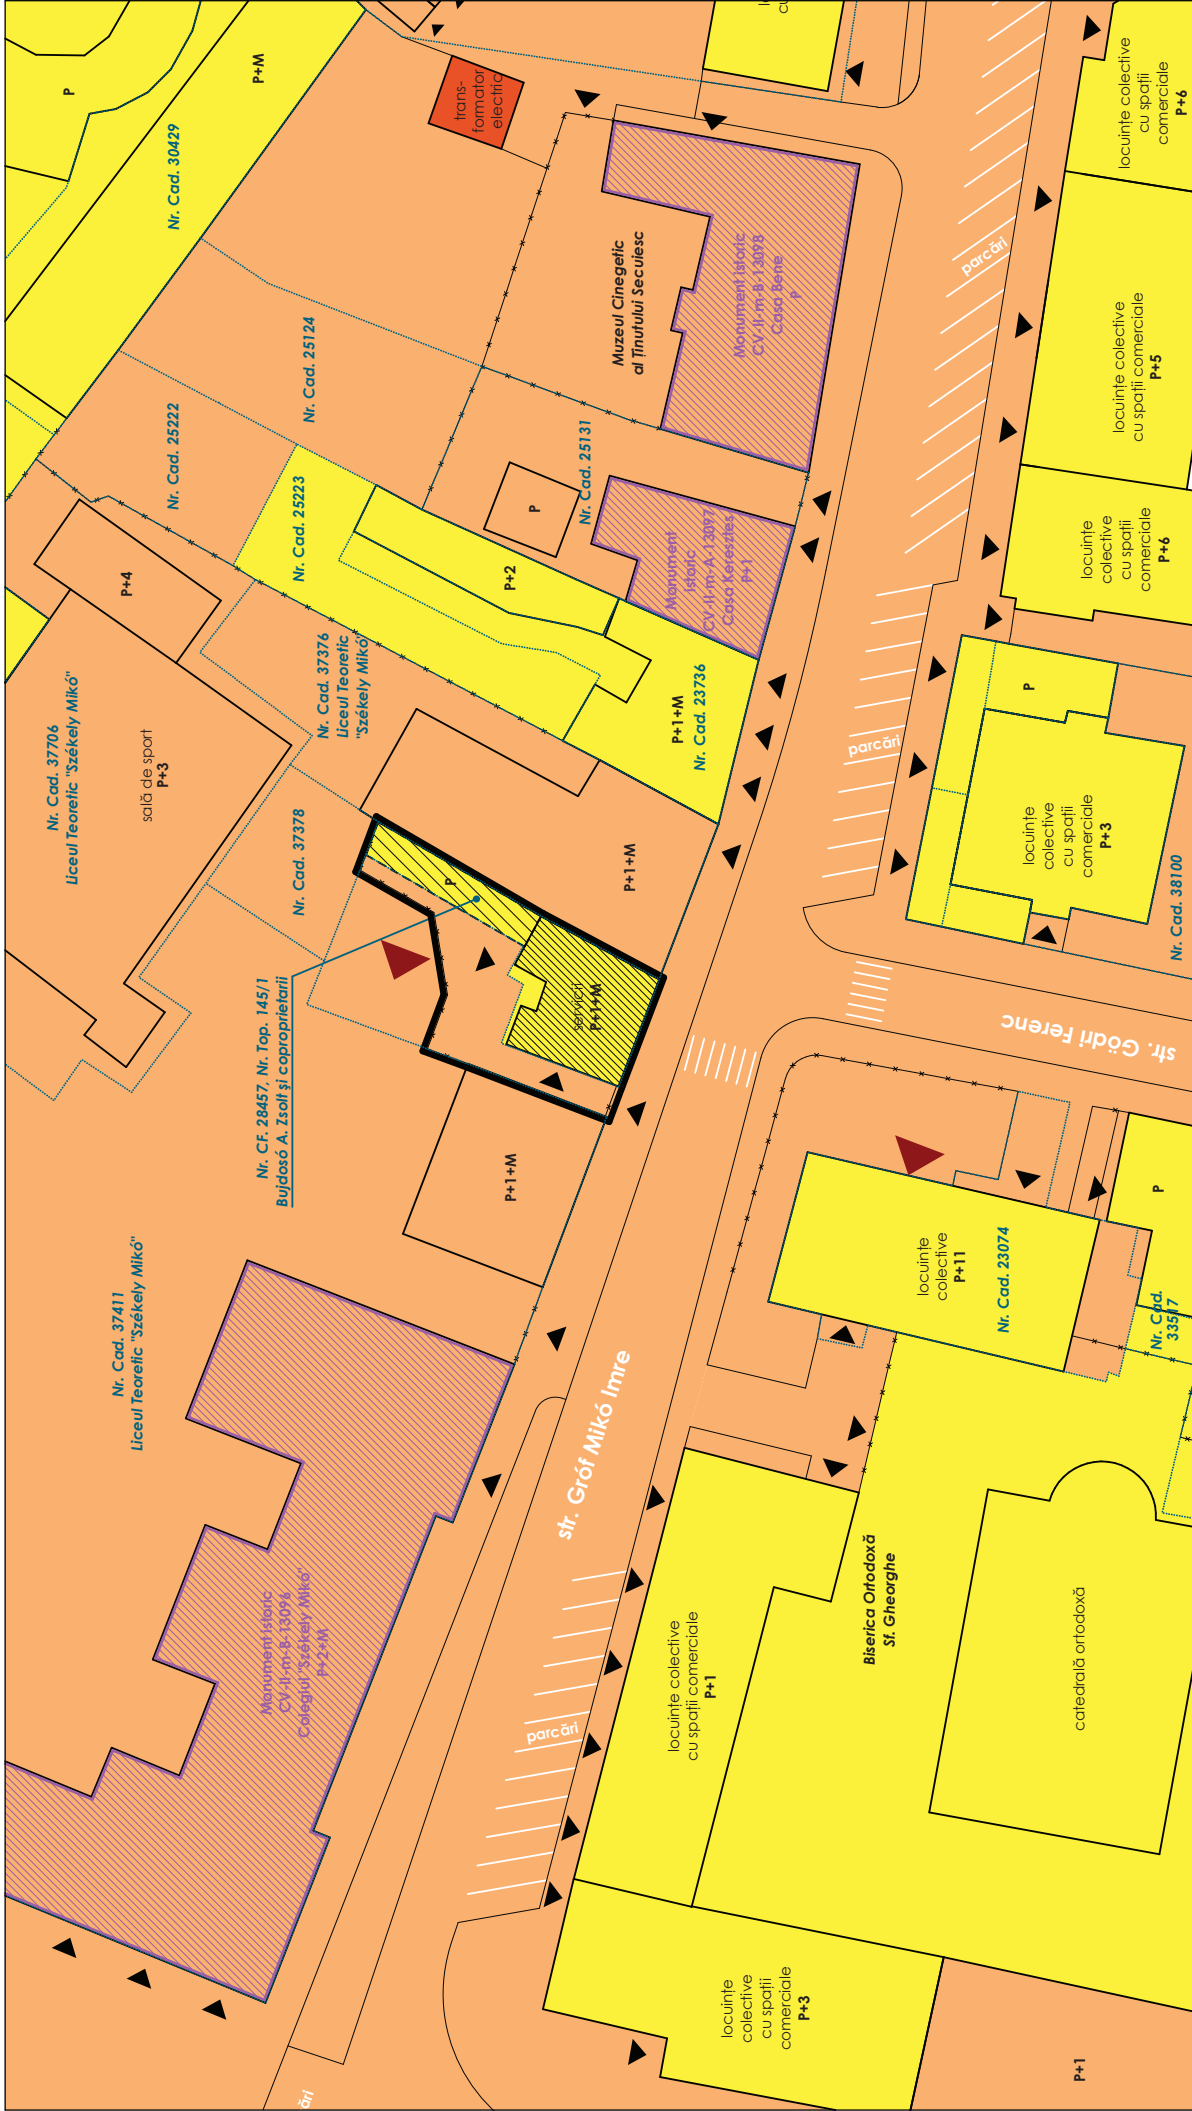 Nr. Cad. 37411
Liceul Teoretic "Székely Mikó"
Monument istoric
CV-II-m-B-13096
Colegiul "Székely Mikó"
P+2+M
Nr. Cad. 37706
Liceul Teoretic "Székely Mikó"
sală de sport
P+3
P+4
P
P+M
Nr. Cad. 30429
Nr. Cad. 25222
Nr. Cad. 25124
Nr. Cad. 25223
Nr. Cad. 37376
Liceul Teoretic
"Székely Mikó"
Nr. Cad. 37378
Nr. CF. 28457, Nr. Top. 145/1
Bujdosó A. Zsolt și coproprietarii
P
servicii
P+1+M
P+1+M
P+1+M
P+2
P+1+M
Nr. Cad. 23736
trans-
formator
electric
Muzeul Cinegetic
al Ținutului Secuiesc
Monument istoric
CV-II-m-B-13098
Casa Bene
P
P
Nr. Cad. 25131
Monument
istoric
CV-II-m-A-13097
Casa Keresztes
P+1
str. Gróf Mikó Imre
str. Gödri Ferenc
parcări
parcări
parcări
locuințe colective
cu spații
comerciale
P+6
locuințe colective
cu spații comerciale
P+5
locuințe
colective
cu spații
comerciale
P+6
P
locuințe
colective
cu spații
comerciale
P+3
Nr. Cad. 38100
locuințe
colective
P+11
Nr. Cad. 23074
P
Nr. Cad.
33517
locuințe colective
cu spații comerciale
P+1
Biserica Ortodoxă
Sf. Gheorghe
catedrală ortodoxă
locuințe
colective
cu spații
comerciale
P+3
P+1